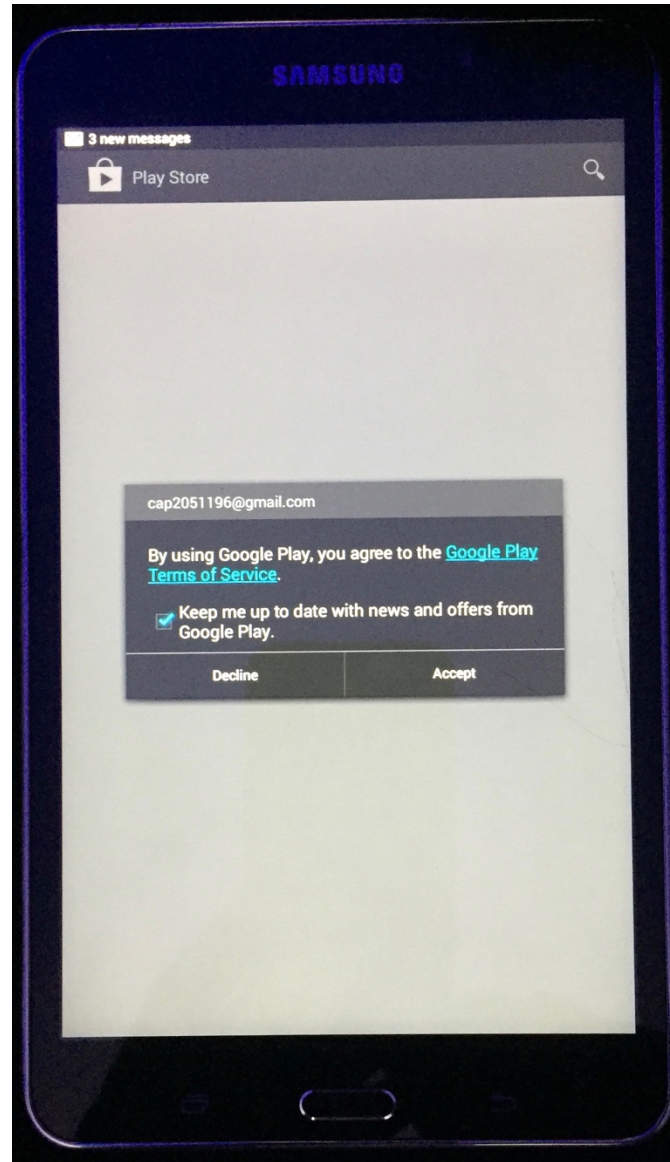 SAMSUNG
3 new messages
Play Store
cap2051196@gmail.com
By using Google Play, you agree to the Google Play
Terms of Service.
Keep me up to date with news and offers from
Google Play.
Decline
Accept